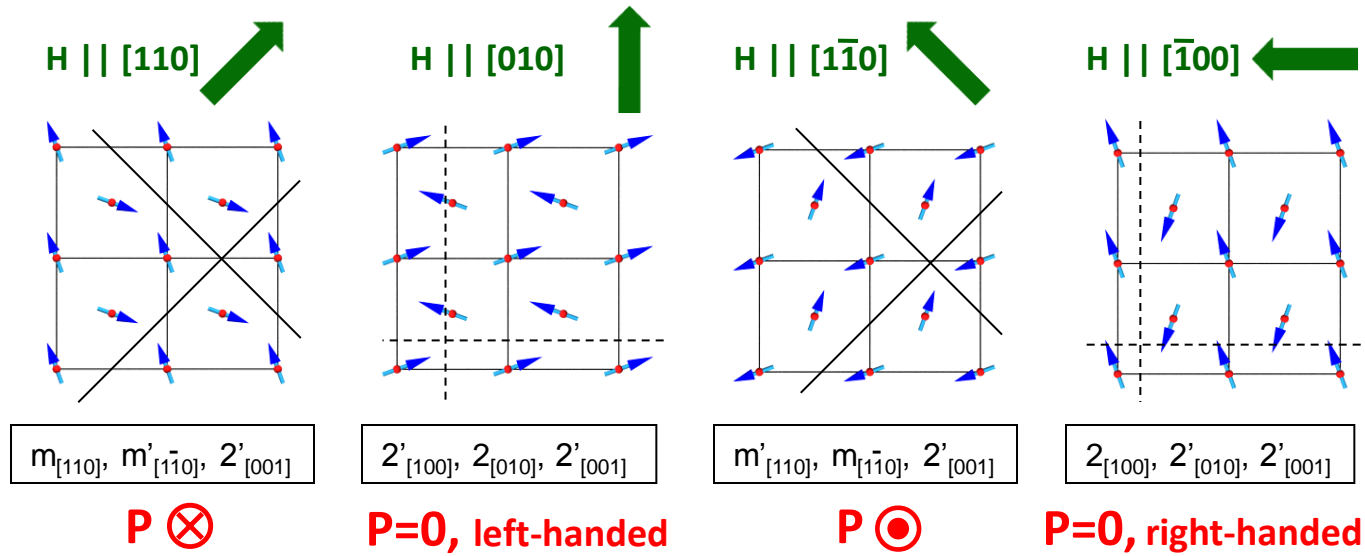 H || [110]
H || [010]
H || [11̅0]
H || [1̅00]
m[110], m'[11̅0], 2'[001]
2'[100], 2[010], 2'[001]
m'[110], m[11̅0], 2'[001]
2[100], 2'[010], 2'[001]
P ⊗
P=0, left-handed
P ⊙
P=0, right-handed